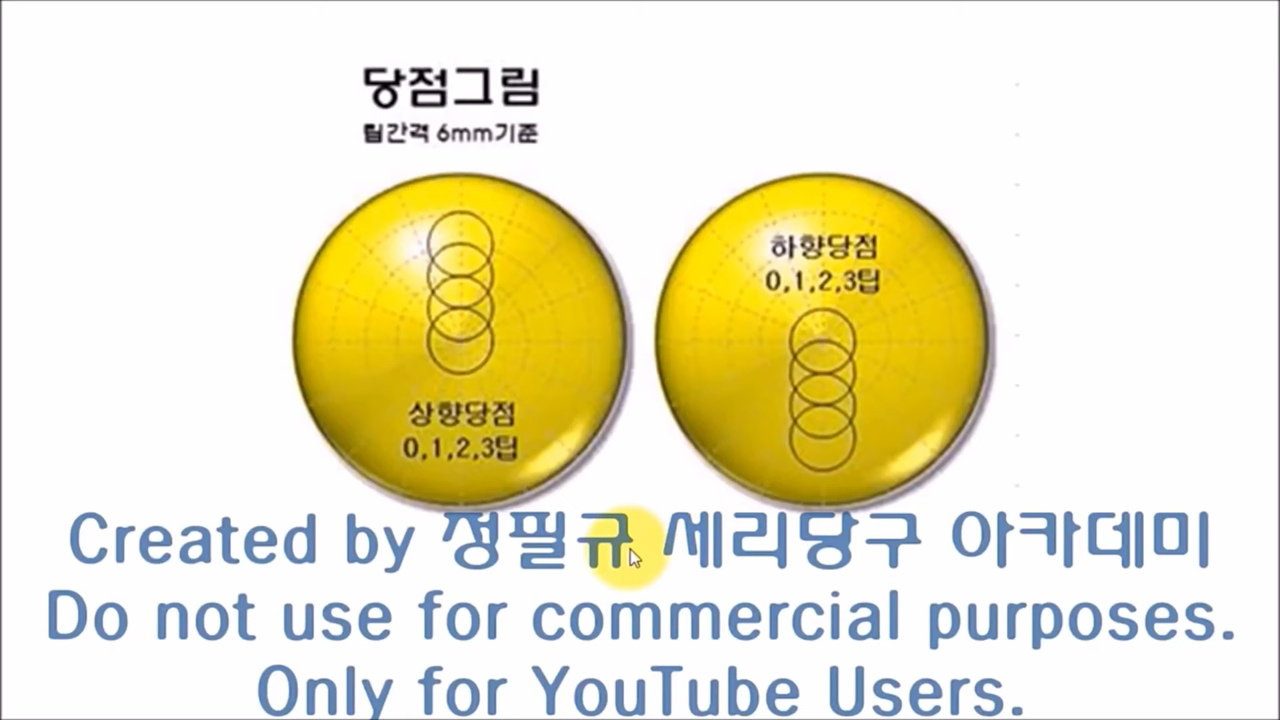 당점그림
팁간격 6mm기준
상향당점
0,1,2,3팁
하향당점
0,1,2,3팁
Created by 정필규 세리당구 아카데미
Do not use for commercial purposes.
Only for YouTube Users.